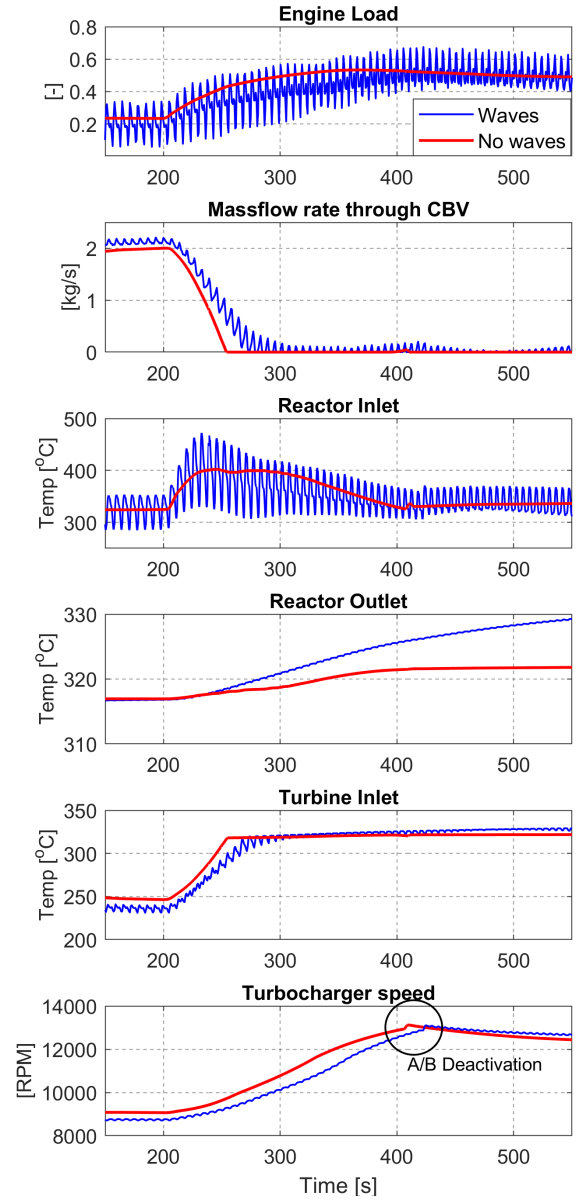 Engine Load
0.8
0.6
0.4
0.2
[-]
Waves
No waves
200 300 400 500
Massflow rate through CBV
2
1
0
[kg/s]
200 300 400 500
Reactor Inlet
500
400
300
Temp [°C]
200 300 400 500
Reactor Outlet
330
320
310
Temp [°C]
200 300 400 500
Turbine Inlet
350
300
250
200
Temp [°C]
200 300 400 500
Turbocharger speed
14000
12000
10000
8000
[RPM]
A/B Deactivation
200 300 400 500
Time [s]